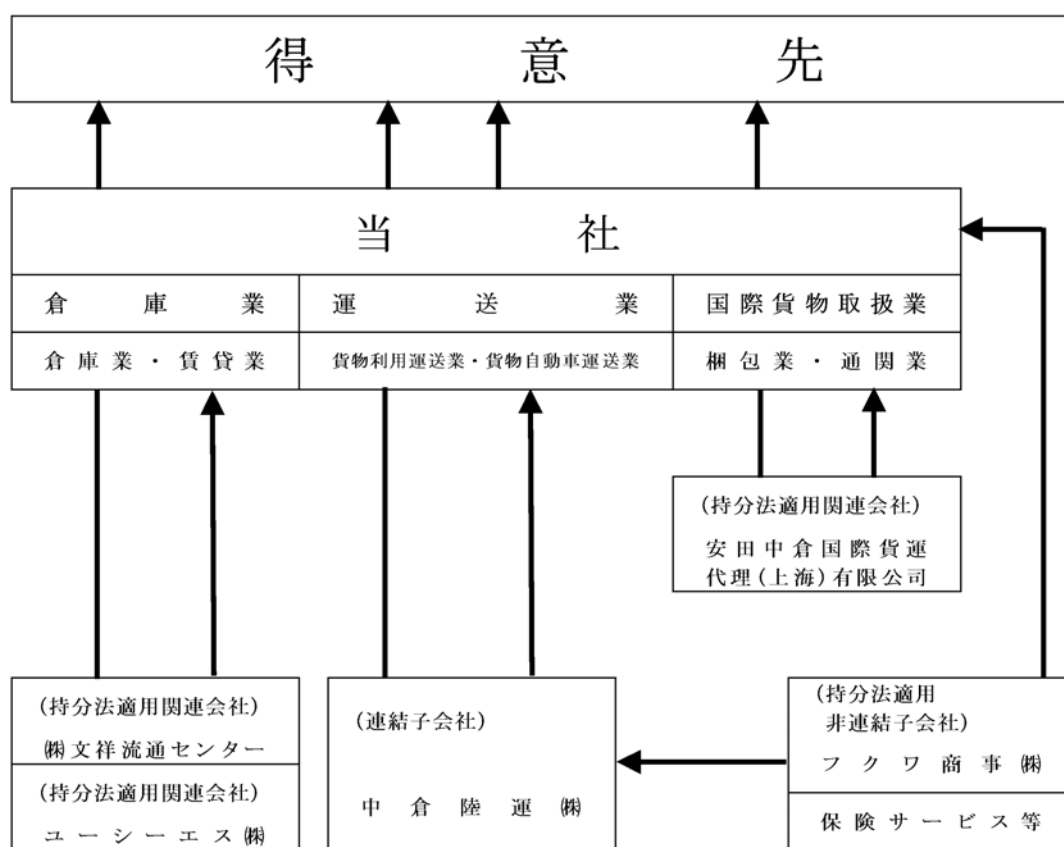 得意先
当社
倉庫業
運送業
国際貨物取扱業
倉庫業・賃貸業
貨物利用運送業・貨物自動車運送業
梱包業・通関業
(持分法適用関連会社)
安田中倉国際貨運
代理(上海)有限公司
(持分法適用関連会社)
㈱文祥流通センター
(持分法適用関連会社)
ユーシーエス㈱
(連結子会社)
中倉陸運㈱
(持分法適用
非連結子会社)
フクワ商事㈱
保険サービス等